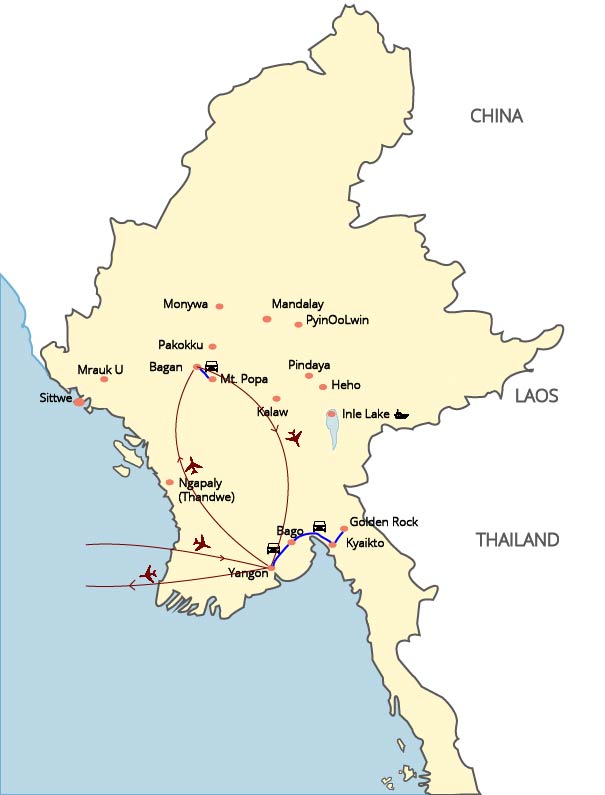 CHINA
Monywa
Mandalay
PyinOoLwin
Pakokku
Bagan
Mt. Popa
Pindaya
Heho
Mrauk U
Sittwe
Kalaw
Inle Lake
LAOS
Ngapaly
(Thandwe)
Golden Rock
Bago
Kyaikto
THAILAND
Yangon